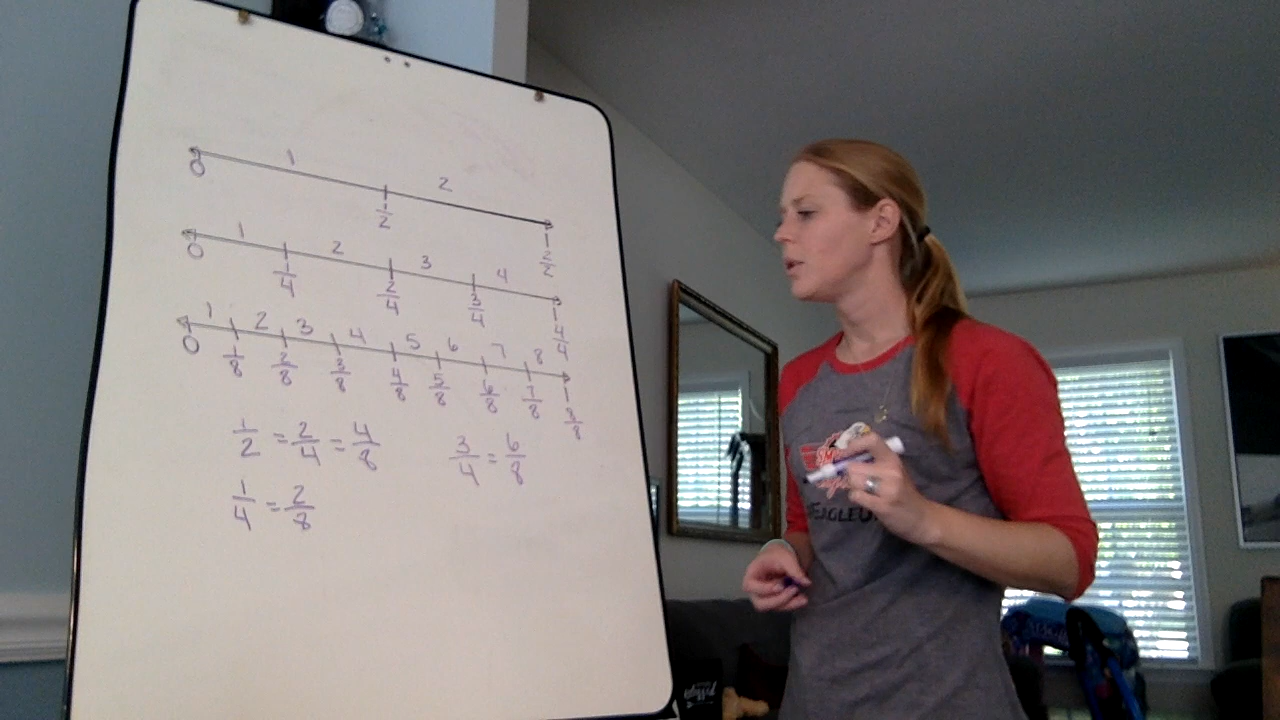 1 2
0 1/2 2/2
1 2 3 4
0 1/4 2/4 3/4 4/4
1 2 3 4 5 6 7 8
0 1/8 2/8 3/8 4/8 5/8 6/8 7/8 8/8
1/2 = 2/4 = 4/8
3/4 = 6/8
1/4 = 2/8